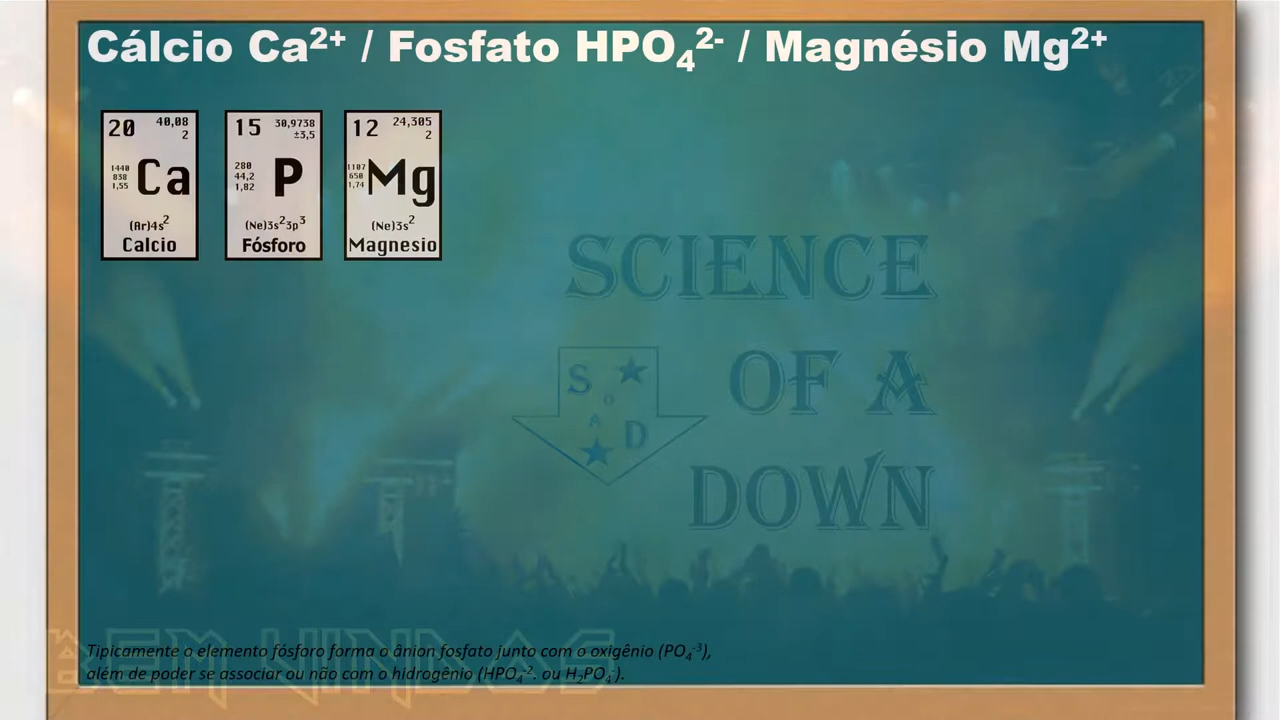 Cálcio Ca²⁺ / Fosfato HPO₄²⁻ / Magnésio Mg²⁺
20 40,08
2
1440
838
1,55
Ca
(Ar)4s²
Calcio
15 30,9738
±3,5
280
44,2
1,82
P
(Ne)3s²3p³
Fósforo
12 24,305
2
1107
650
1,74
Mg
(Ne)3s²
Magnesio
SCIENCE
OF A
DOWN
S
O
A
D
BEM VINDAS
Tipicamente o elemento fósforo forma o ânion fosfato junto com o oxigênio (PO₄⁻³),
além de poder se associar ou não com o hidrogênio (HPO₄⁻². ou H₂PO₄⁻).